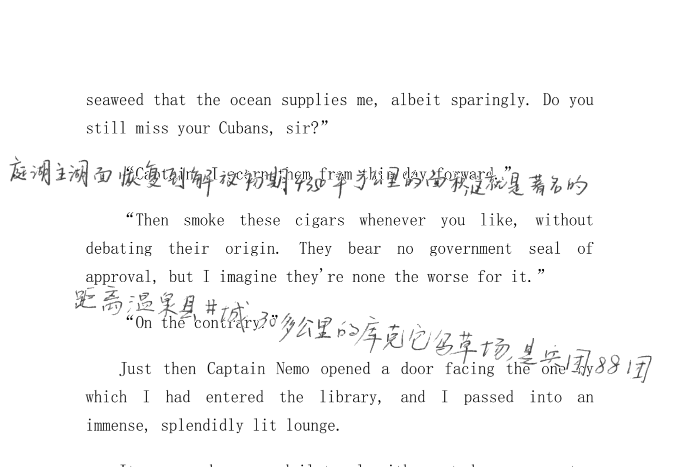 seaweed that the ocean supplies me, albeit sparingly. Do you
still miss your Cubans, sir?”
“Captain, I scorn them from this day forward.”
庭湖主湖面恢复到解放初期4350平方公里的面积这就是著名的
“Then smoke these cigars whenever you like, without
debating their origin. They bear no government seal of
approval, but I imagine they're none the worse for it.”
距离温泉县城30多公里的库克它乌草场,是兵团88团
“On the contrary.”
Just then Captain Nemo opened a door facing the one by
which I had entered the library, and I passed into an
immense, splendidly lit lounge.